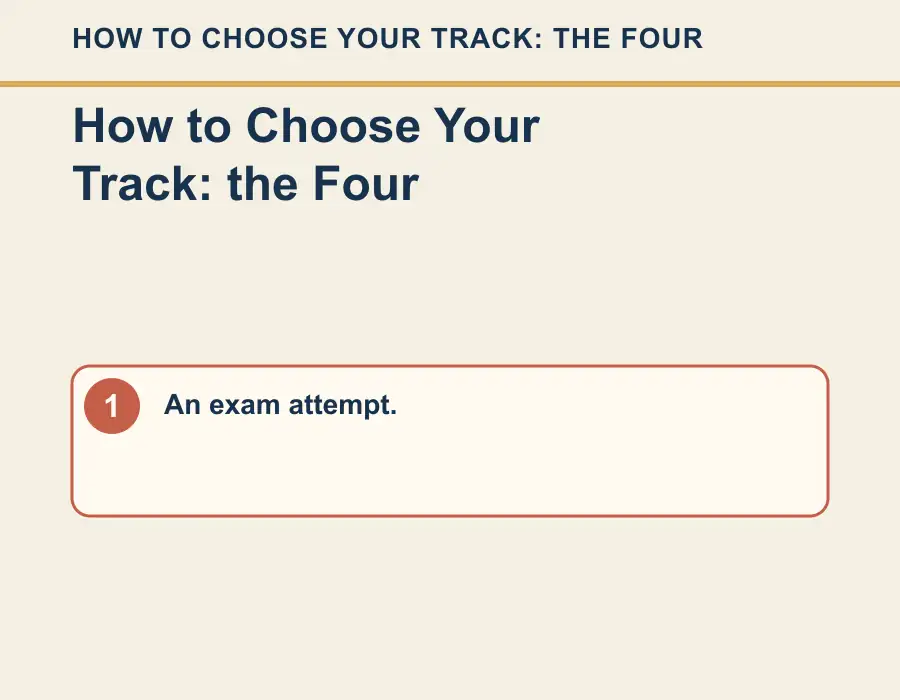 HOW TO CHOOSE YOUR TRACK: THE FOUR
How to Choose Your
Track: the Four
1
An exam attempt.